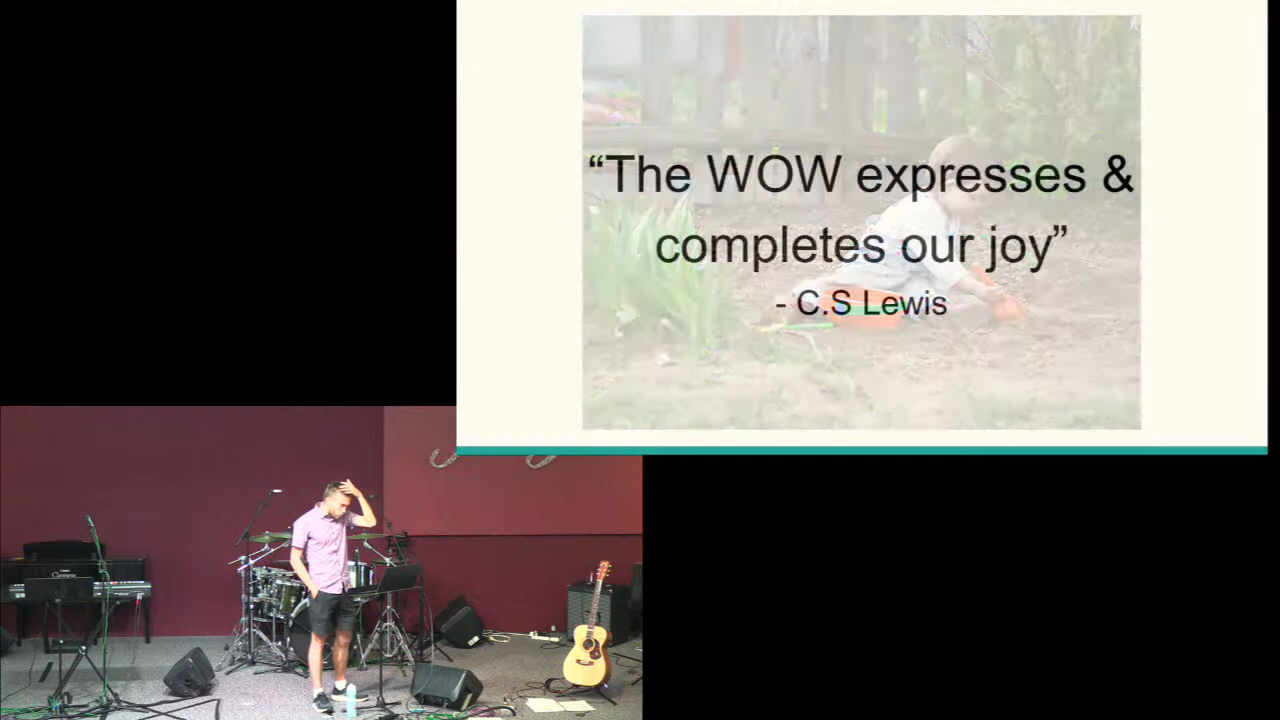 “The WOW expresses &
completes our joy”
- C.S Lewis